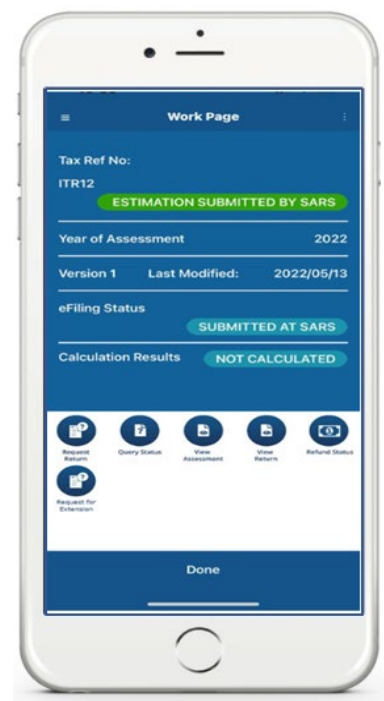 Work Page
Tax Ref No:
ITR12
ESTIMATION SUBMITTED BY SARS
Year of Assessment 2022
Version 1 Last Modified: 2022/05/13
eFiling Status
SUBMITTED AT SARS
Calculation Results NOT CALCULATED
Request Query Status View View Refund Status
Return Assessment Return
Request for
Extension
Done